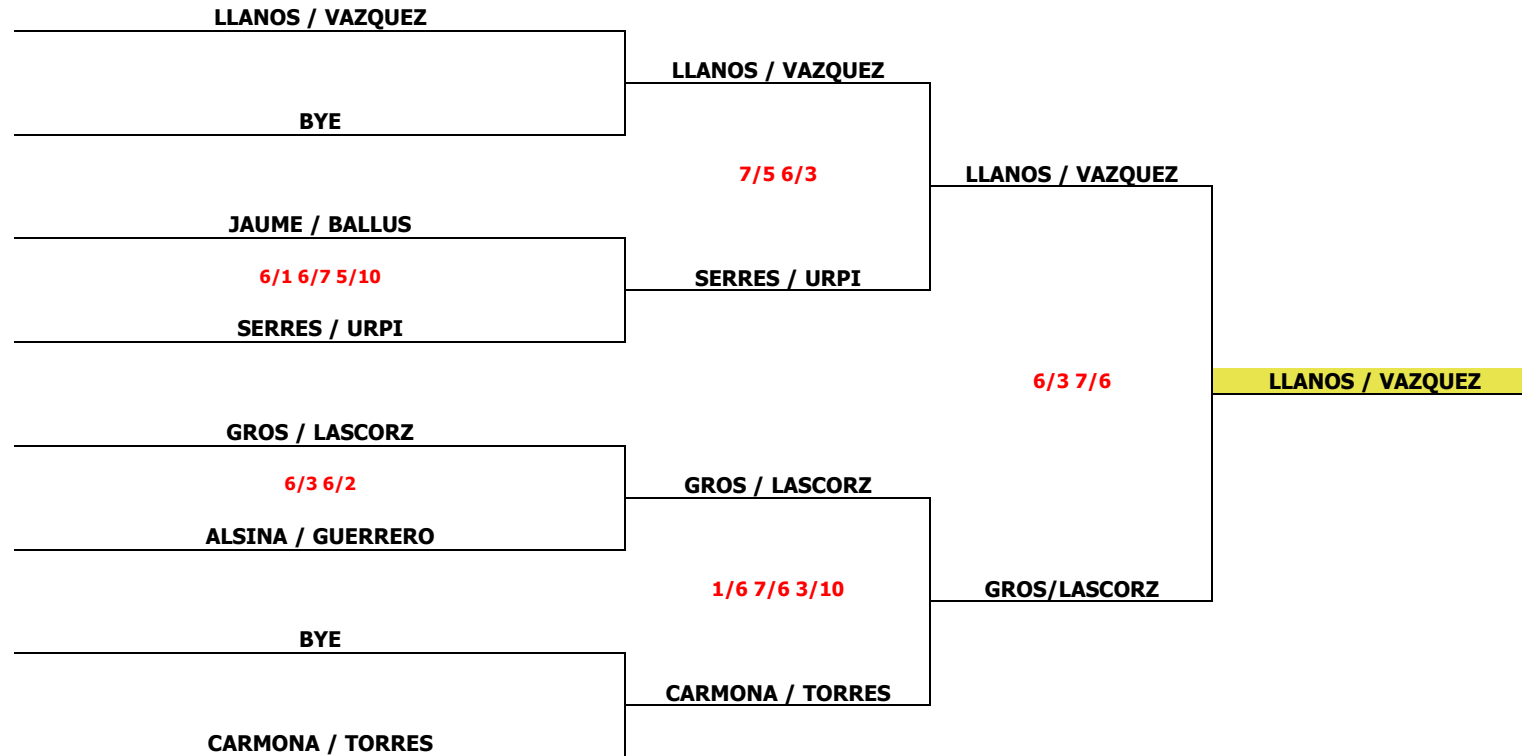 LLANOS / VAZQUEZ
LLANOS / VAZQUEZ
BYE
7/5 6/3
LLANOS / VAZQUEZ
JAUME / BALLUS
6/1 6/7 5/10
SERRES / URPI
SERRES / URPI
6/3 7/6
LLANOS / VAZQUEZ
GROS / LASCORZ
6/3 6/2
GROS / LASCORZ
ALSINA / GUERRERO
1/6 7/6 3/10
GROS/LASCORZ
BYE
CARMONA / TORRES
CARMONA / TORRES